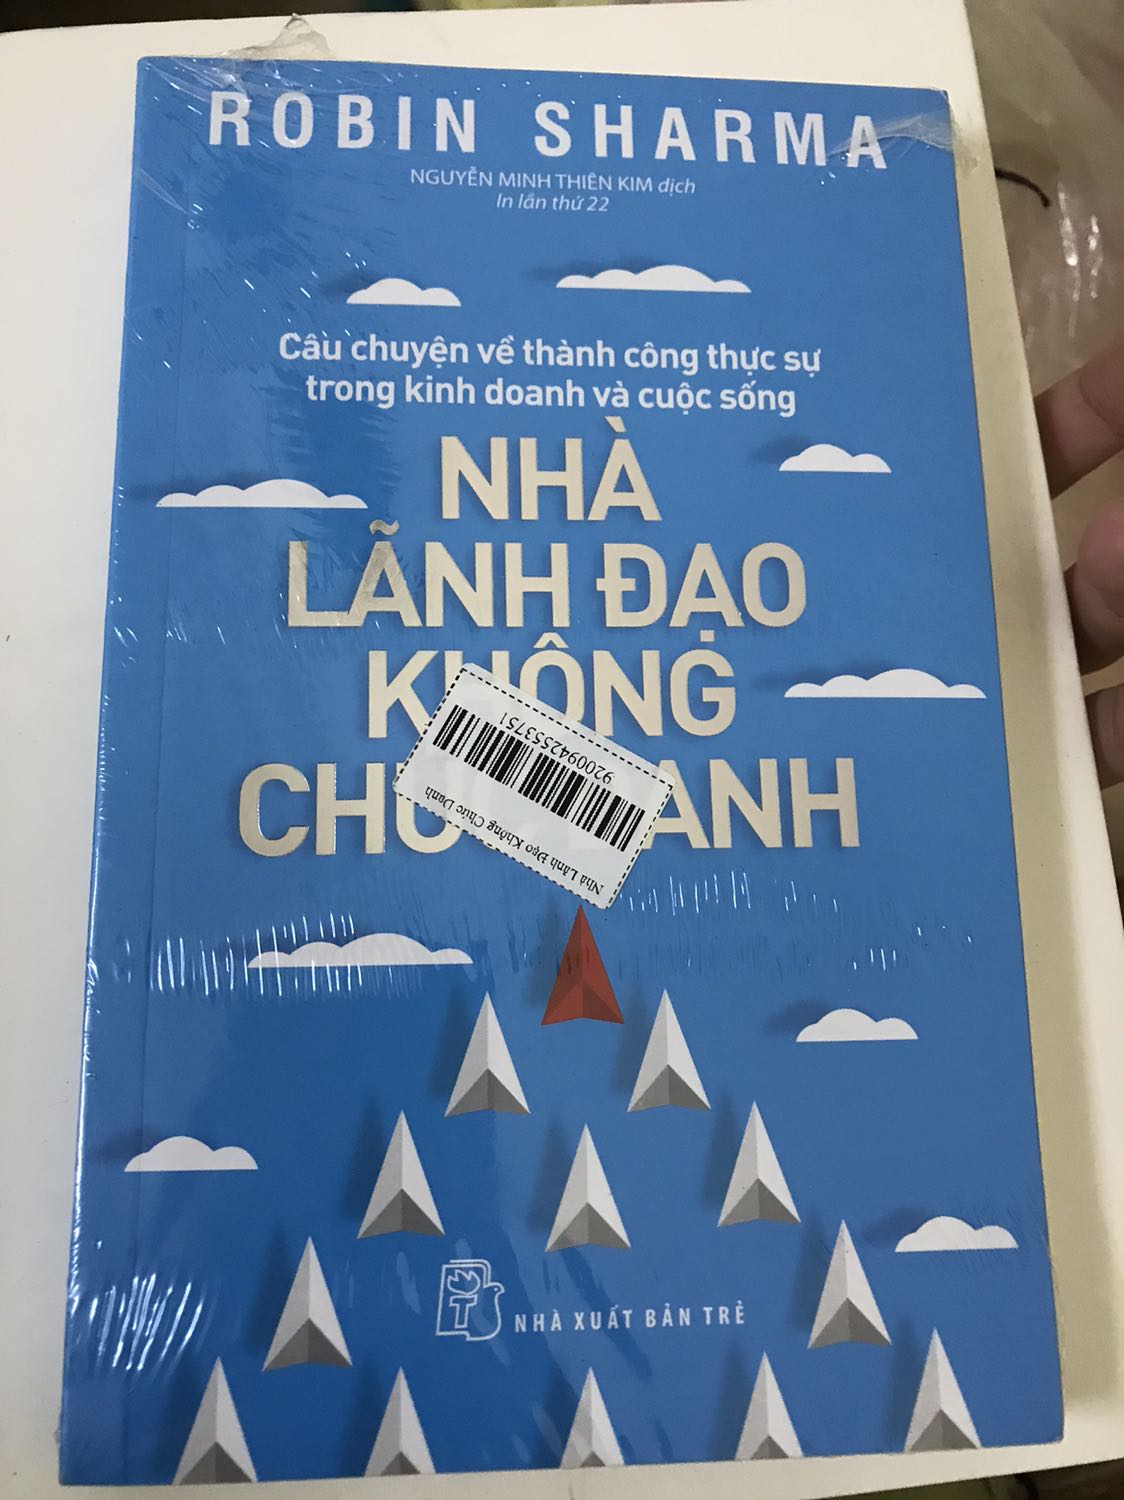 ROBIN SHARMA
NGUYỄN MINH THIÊN KIM dịch
In lần thứ 22
Câu chuyện về thành công thực sự
trong kinh doanh và cuộc sống
NHÀ
LÃNH ĐẠO
KHÔNG
CHỨC DANH
9200942553751
Nhà Lãnh Đạo Không Chức Danh
T
NHÀ XUẤT BẢN TRẺ